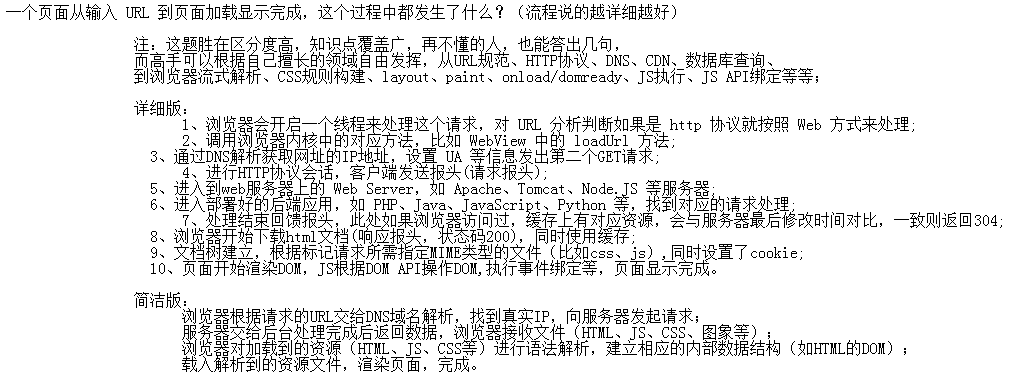 一个页面从输入 URL 到页面加载显示完成，这个过程中都发生了什么？（流程说的越详细越好）
注：这题胜在区分度高，知识点覆盖广，再不懂的人，也能答出几句，
而高手可以根据自己擅长的领域自由发挥，从URL规范、HTTP协议、DNS、CDN、数据库查询、
到浏览器流式解析、CSS规则构建、layout、paint、onload/domready、JS执行、JS API绑定等等；
详细版：
1、浏览器会开启一个线程来处理这个请求，对 URL 分析判断如果是 http 协议就按照 Web 方式来处理;
2、调用浏览器内核中的对应方法，比如 WebView 中的 loadUrl 方法;
3、通过DNS解析获取网址的IP地址，设置 UA 等信息发出第二个GET请求;
4、进行HTTP协议会话，客户端发送报头(请求报头);
5、进入到web服务器上的 Web Server，如 Apache、Tomcat、Node.JS 等服务器;
6、进入部署好的后端应用，如 PHP、Java、JavaScript、Python 等，找到对应的请求处理;
7、处理结束回馈报头，此处如果浏览器访问过，缓存上有对应资源，会与服务器最后修改时间对比，一致则返回304;
8、浏览器开始下载html文档(响应报头，状态码200)，同时使用缓存;
9、文档树建立，根据标记请求所需指定MIME类型的文件（比如css、js）,同时设置了cookie;
10、页面开始渲染DOM，JS根据DOM API操作DOM,执行事件绑定等，页面显示完成。
简洁版：
浏览器根据请求的URL交给DNS域名解析，找到真实IP，向服务器发起请求；
服务器交给后台处理完成后返回数据，浏览器接收文件（HTML、JS、CSS、图象等）；
浏览器对加载到的资源（HTML、JS、CSS等）进行语法解析，建立相应的内部数据结构（如HTML的DOM）；
载入解析到的资源文件，渲染页面，完成。